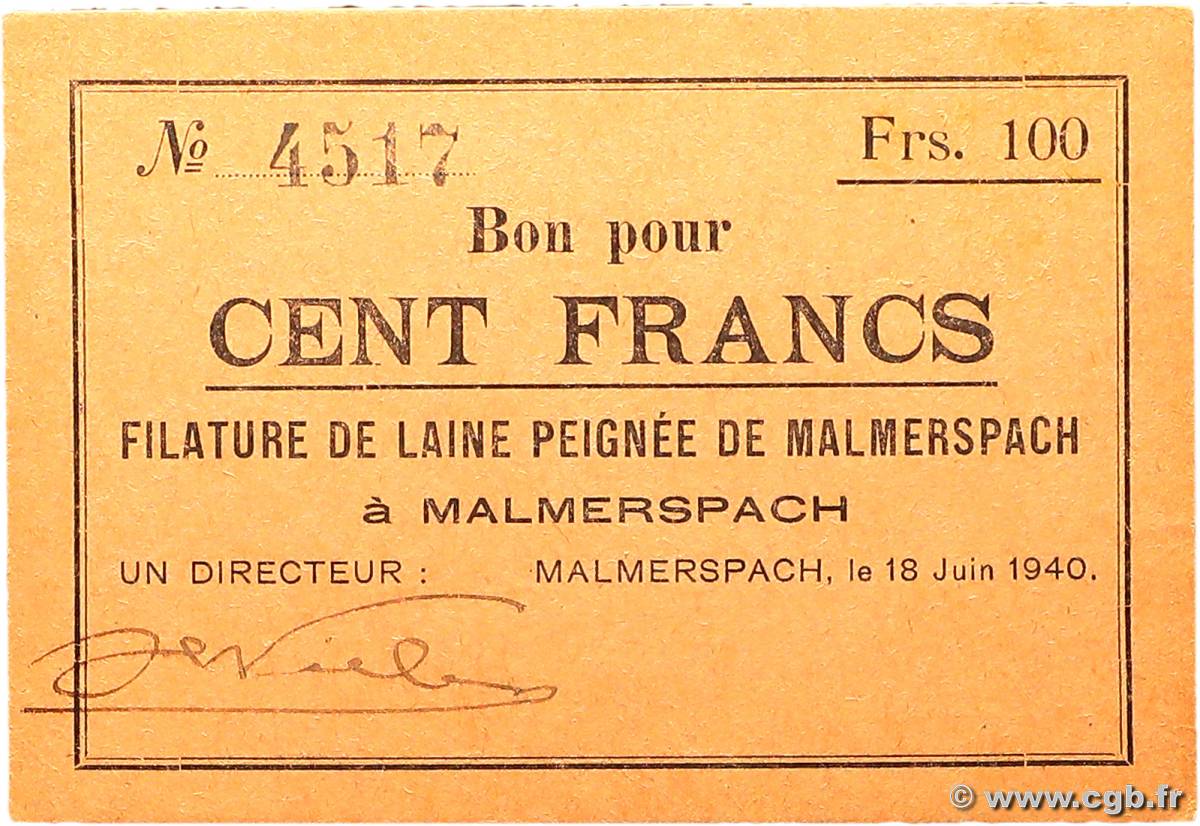 № 4517 Frs. 100
Bon pour
CENT FRANCS
FILATURE DE LAINE PEIGNÉE DE MALMERSPACH
à MALMERSPACH
UN DIRECTEUR : MALMERSPACH, le 18 Juin 1940.
© www.cgb.fr